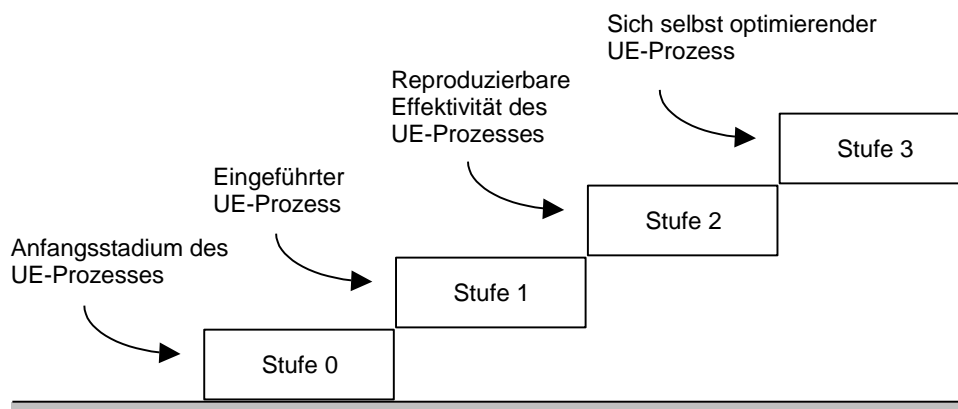 Sich selbst optimierender
UE-Prozess
Reproduzierbare
Effektivität des
UE-Prozesses
Stufe 3
Eingeführter
UE-Prozess
Stufe 2
Anfangsstadium des
UE-Prozesses
Stufe 1
Stufe 0